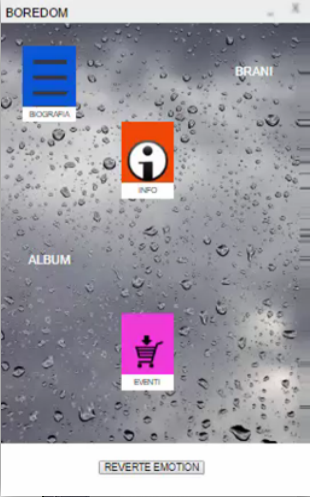 BOREDOM
BRANI
BIOGRAFIA
INFO
ALBUM
EVENTI
REVERTE EMOTION